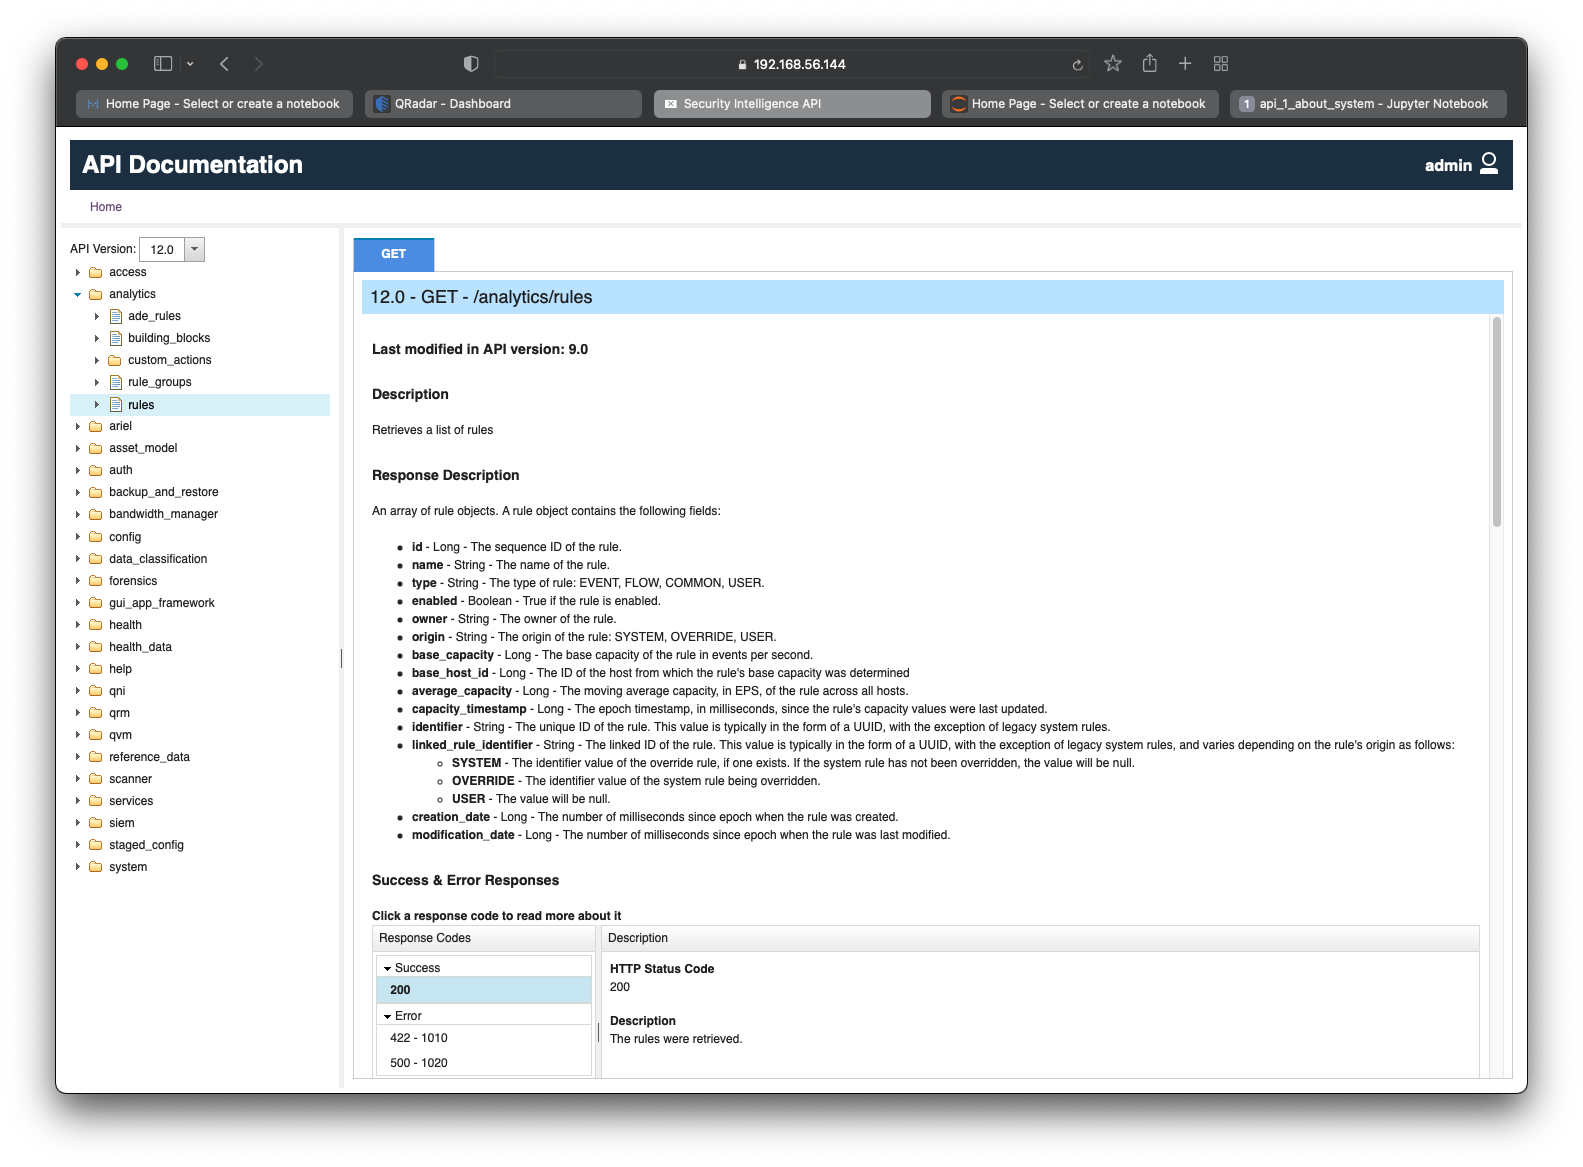 192.168.56.144
Home Page - Select or create a notebook
QRadar - Dashboard
Security Intelligence API
Home Page - Select or create a notebook
1 api_1_about_system - Jupyter Notebook
API Documentation
admin
Home
API Version: 12.0
access
analytics
ade_rules
building_blocks
custom_actions
rule_groups
rules
ariel
asset_model
auth
backup_and_restore
bandwidth_manager
config
data_classification
forensics
gui_app_framework
health
health_data
help
qni
qrm
qvm
reference_data
scanner
services
siem
staged_config
system
GET
12.0 - GET - /analytics/rules
Last modified in API version: 9.0
Description
Retrieves a list of rules
Response Description
An array of rule objects. A rule object contains the following fields:
id - Long - The sequence ID of the rule.
name - String - The name of the rule.
type - String - The type of rule: EVENT, FLOW, COMMON, USER.
enabled - Boolean - True if the rule is enabled.
owner - String - The owner of the rule.
origin - String - The origin of the rule: SYSTEM, OVERRIDE, USER.
base_capacity - Long - The base capacity of the rule in events per second.
base_host_id - Long - The ID of the host from which the rule's base capacity was determined
average_capacity - Long - The moving average capacity, in EPS, of the rule across all hosts.
capacity_timestamp - Long - The epoch timestamp, in milliseconds, since the rule's capacity values were last updated.
identifier - String - The unique ID of the rule. This value is typically in the form of a UUID, with the exception of legacy system rules.
linked_rule_identifier - String - The linked ID of the rule. This value is typically in the form of a UUID, with the exception of legacy system rules, and varies depending on the rule's origin as follows:
SYSTEM - The identifier value of the override rule, if one exists. If the system rule has not been overridden, the value will be null.
OVERRIDE - The identifier value of the system rule being overridden.
USER - The value will be null.
creation_date - Long - The number of milliseconds since epoch when the rule was created.
modification_date - Long - The number of milliseconds since epoch when the rule was last modified.
Success & Error Responses
Click a response code to read more about it
Response Codes
Success
200
Error
422 - 1010
500 - 1020
Description
HTTP Status Code
200
Description
The rules were retrieved.